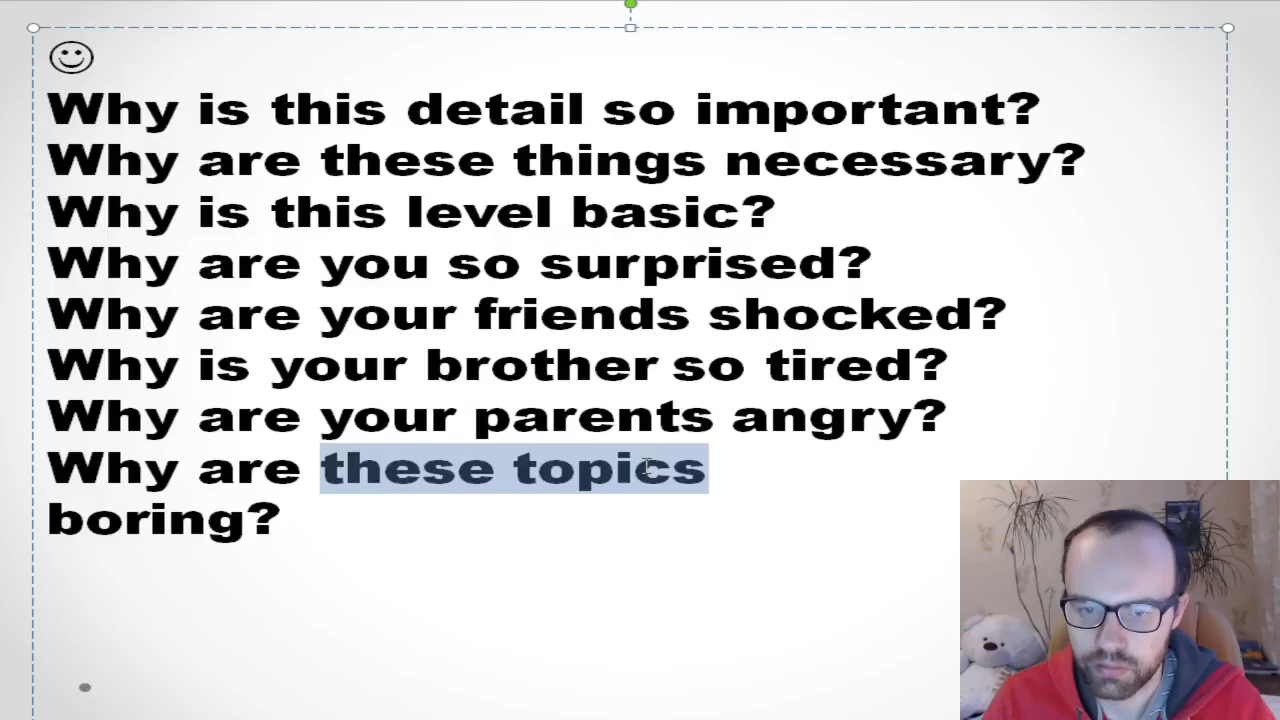 Why is this detail so important?
Why are these things necessary?
Why is this level basic?
Why are you so surprised?
Why are your friends shocked?
Why is your brother so tired?
Why are your parents angry?
Why are these topics
boring?